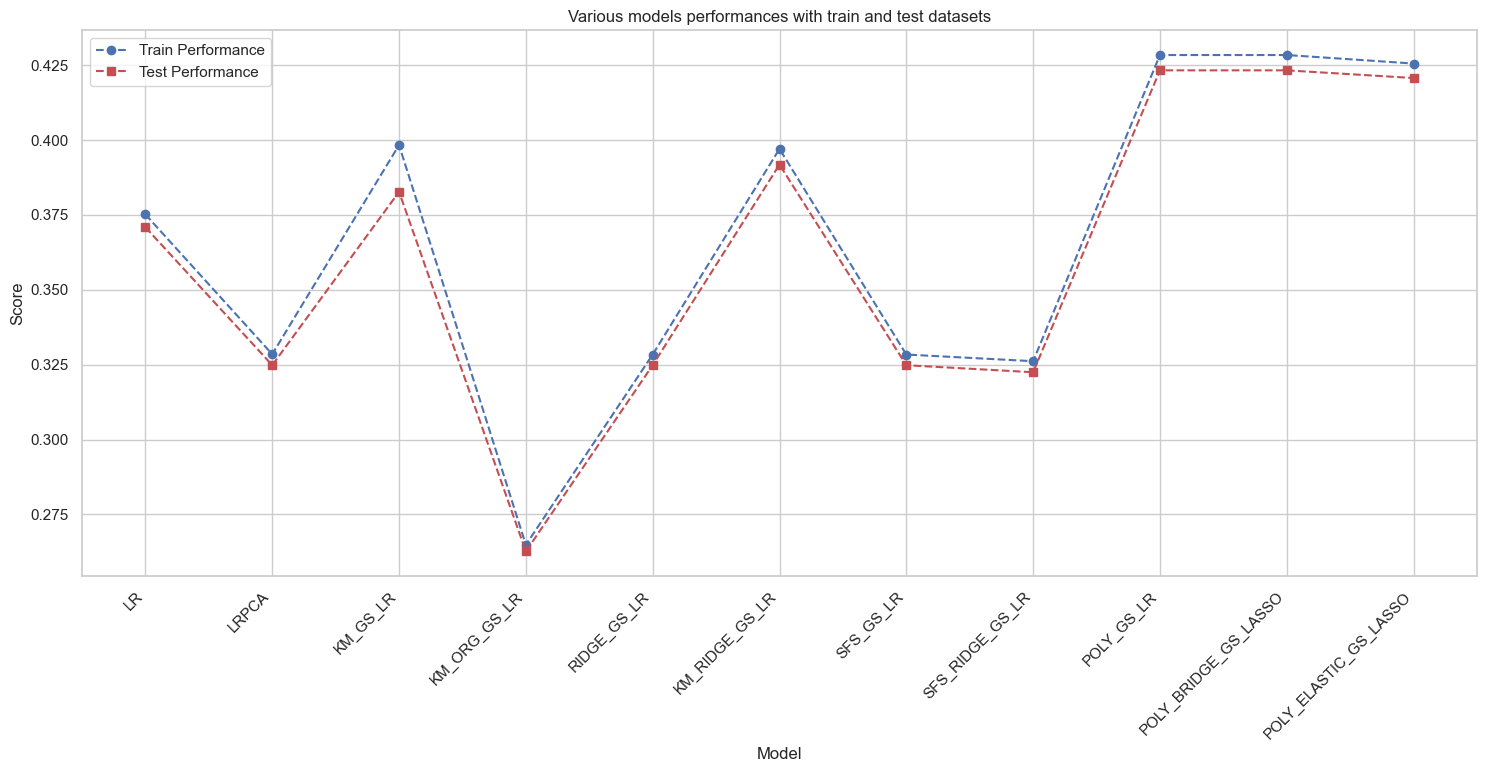 Various models performances with train and test datasets
Train Performance
Test Performance
Score
0.425
0.400
0.375
0.350
0.325
0.300
0.275
LR
LRPCA
KM_GS_LR
KM_ORG_GS_LR
RIDGE_GS_LR
KM_RIDGE_GS_LR
SFS_GS_LR
SFS_RIDGE_GS_LR
POLY_GS_LR
POLY_BRIDGE_GS_LASSO
POLY_ELASTIC_GS_LASSO
Model